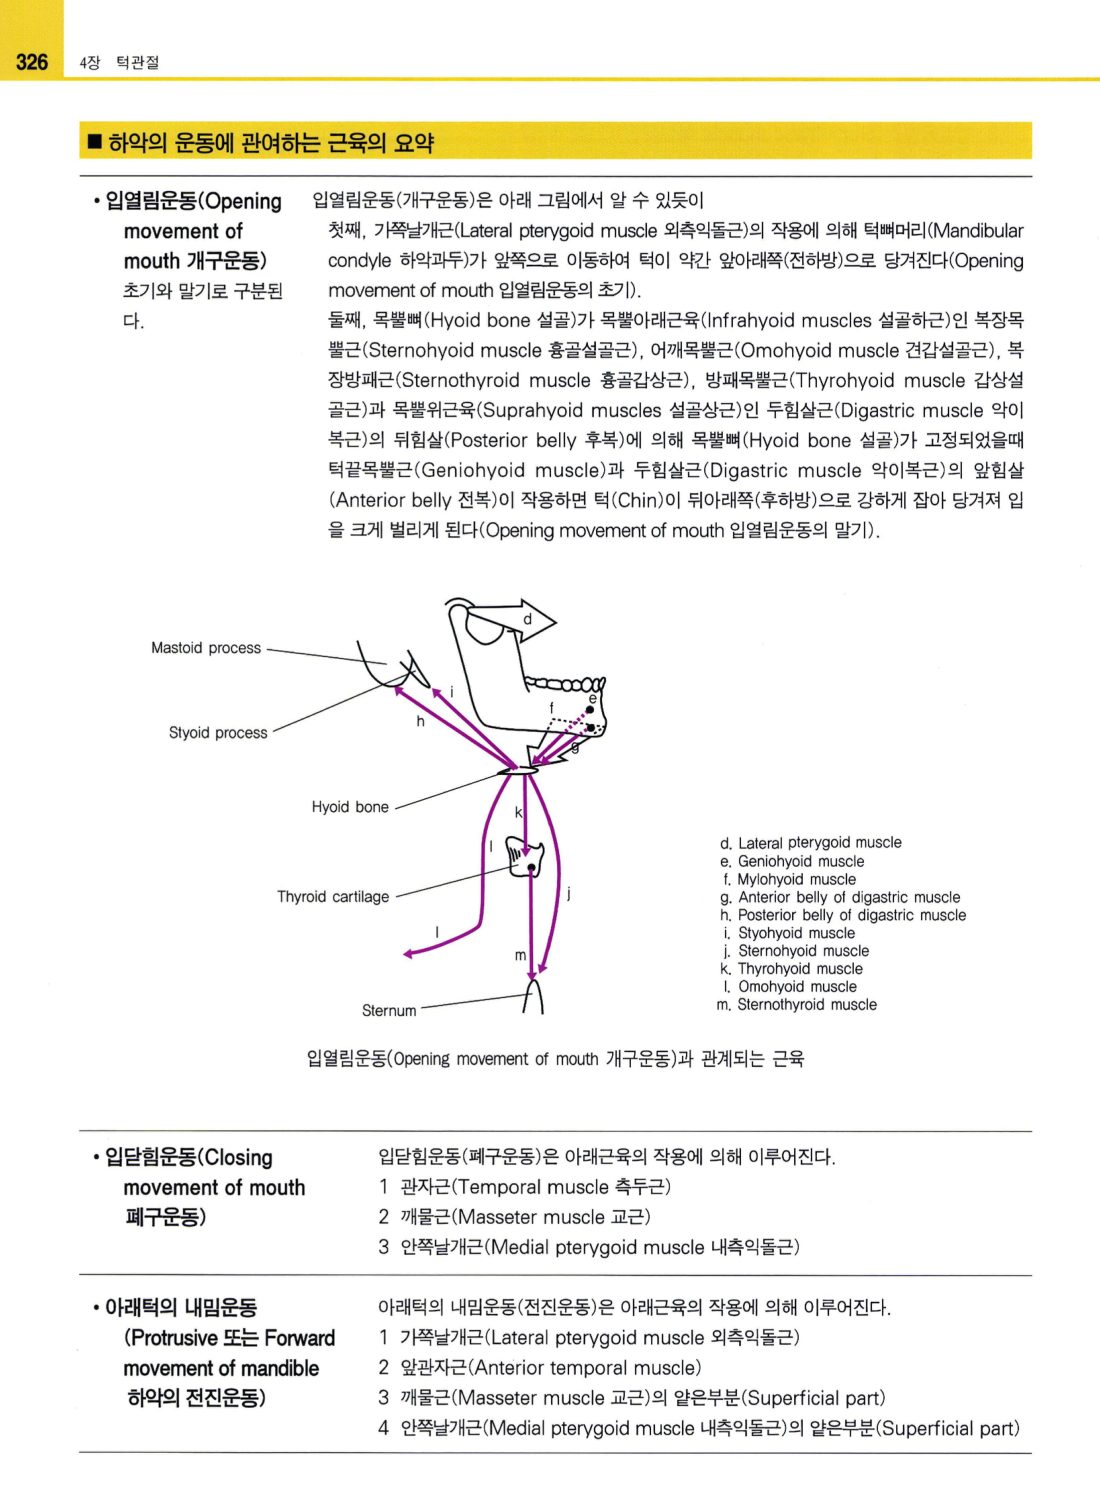 326 4장 턱관절
■ 하악의 운동에 관여하는 근육의 요약
• 입열림운동(Opening
movement of
mouth 개구운동)
초기와 말기로 구분된
다.
입열림운동(개구운동)은 아래 그림에서 알 수 있듯이
첫째, 가쪽날개근(Lateral pterygoid muscle 외측익돌근)의 작용에 의해 턱뼈머리(Mandibular
condyle 하악과두)가 앞쪽으로 이동하여 턱이 약간 앞아래쪽(전하방)으로 당겨진다(Opening
movement of mouth 입열림운동의 초기).
둘째, 목뿔뼈(Hyoid bone 설골)가 목뿔아래근육(Infrahyoid muscles 설골하근)인 복장목
뿔근(Sternohyoid muscle 흉골설골근), 어깨목뿔근(Omohyoid muscle 견갑설골근), 복
장방패근(Sternothyroid muscle 흉골갑상근), 방패목뿔근(Thyrohyoid muscle 갑상설
골근)과 목뿔위근육(Suprahyoid muscles 설골상근)인 두힘살근(Digastric muscle 악이
복근)의 뒤힘살(Posterior belly 후복)에 의해 목뿔뼈(Hyoid bone 설골)가 고정되었을때
턱끝목뿔근(Geniohyoid muscle)과 두힘살근(Digastric muscle 악이복근)의 앞힘살
(Anterior belly 전복)이 작용하면 턱(Chin)이 뒤아래쪽(후하방)으로 강하게 잡아 당겨져 입
을 크게 벌리게 된다(Opening movement of mouth 입열림운동의 말기).
d
Mastoid process
i
e
f
h
Styoid process
g
Hyoid bone
k
l
Thyroid cartilage
j
l
m
Sternum
d. Lateral pterygoid muscle
e. Geniohyoid muscle
f. Mylohyoid muscle
g. Anterior belly of digastric muscle
h. Posterior belly of digastric muscle
i. Styohyoid muscle
j. Sternohyoid muscle
k. Thyrohyoid muscle
l. Omohyoid muscle
m. Sternothyroid muscle
입열림운동(Opening movement of mouth 개구운동)과 관계되는 근육
• 입닫힘운동(Closing
movement of mouth
폐구운동)
입닫힘운동(폐구운동)은 아래근육의 작용에 의해 이루어진다.
1 관자근(Temporal muscle 측두근)
2 깨물근(Masseter muscle 교근)
3 안쪽날개근(Medial pterygoid muscle 내측익돌근)
• 아래턱의 내밈운동
(Protrusive 또는 Forward
movement of mandible
하악의 전진운동)
아래턱의 내밈운동(전진운동)은 아래근육의 작용에 의해 이루어진다.
1 가쪽날개근(Lateral pterygoid muscle 외측익돌근)
2 앞관자근(Anterior temporal muscle)
3 깨물근(Masseter muscle 교근)의 얕은부분(Superficial part)
4 안쪽날개근(Medial pterygoid muscle 내측익돌근)의 얕은부분(Superficial part)